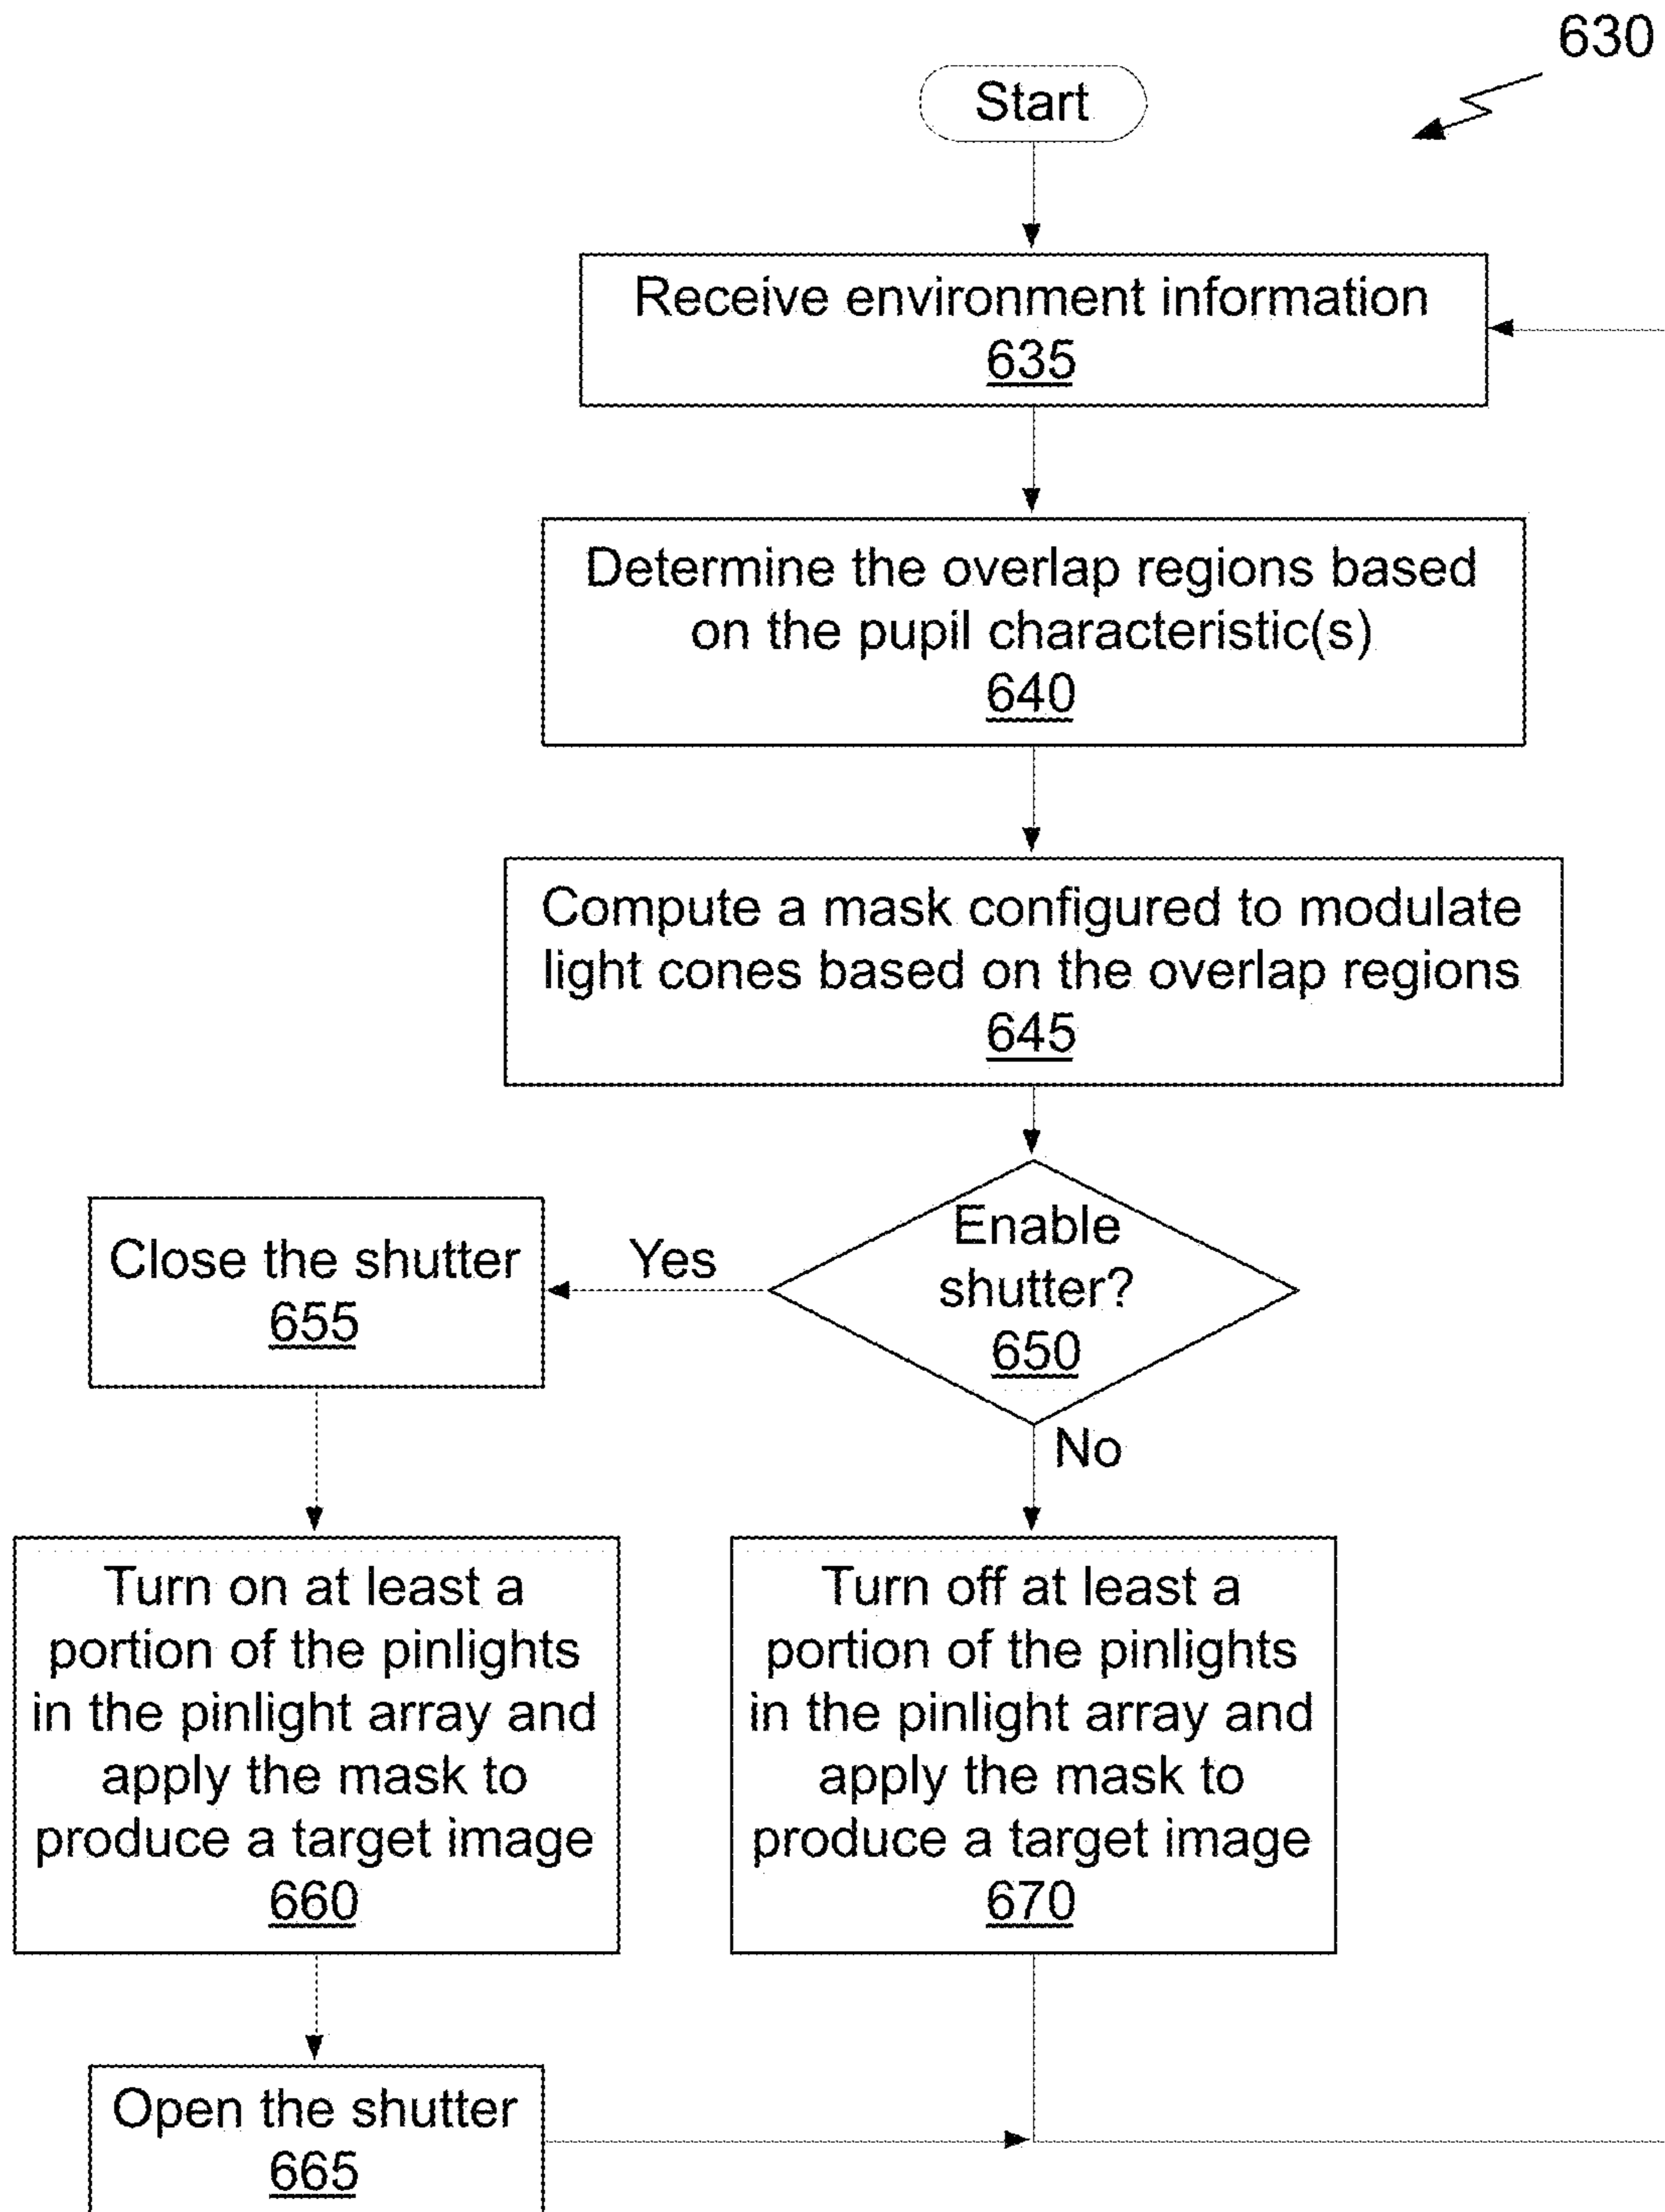 630
Start
Receive environment information
635
Determine the overlap regions based
on the pupil characteristic(s)
640
Compute a mask configured to modulate
light cones based on the overlap regions
645
Enable
shutter?
650
Yes
No
Close the shutter
655
Turn on at least a
portion of the pinlights
in the pinlight array and
apply the mask to
produce a target image
660
Turn off at least a
portion of the pinlights
in the pinlight array and
apply the mask to
produce a target image
670
Open the shutter
665